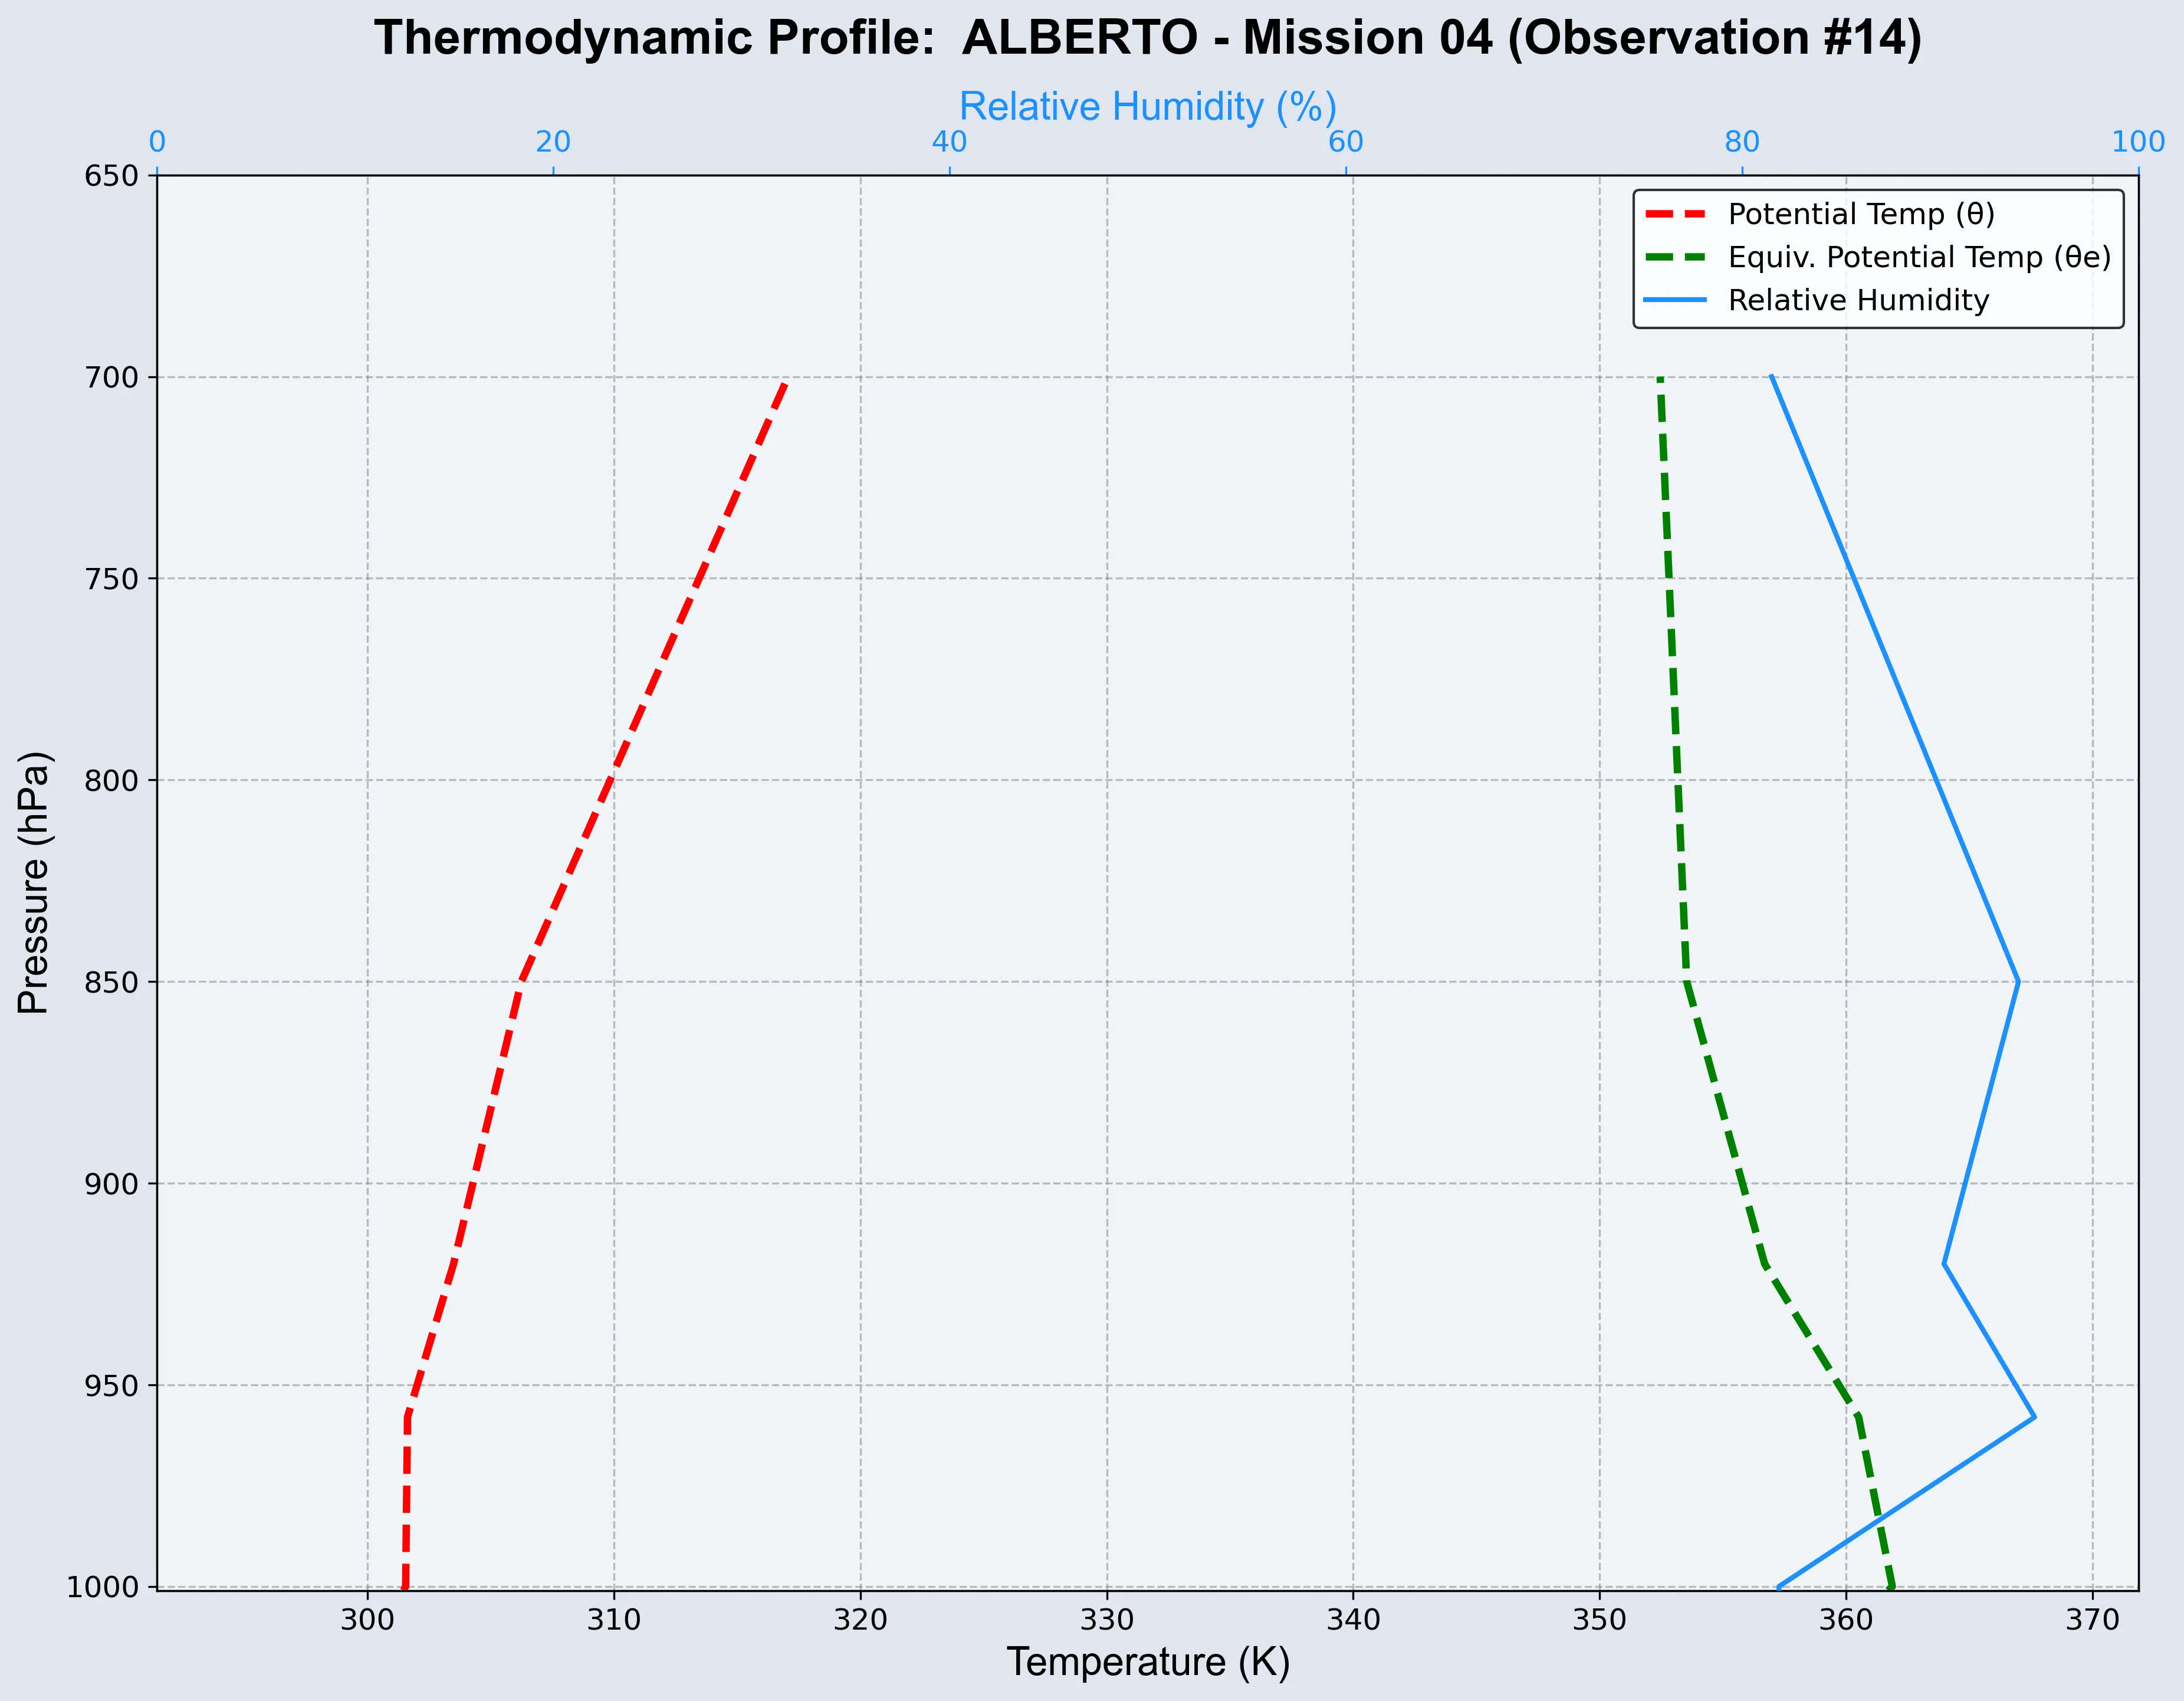 Thermodynamic Profile:  ALBERTO - Mission 04 (Observation #14)
Relative Humidity (%)
0 20 40 60 80 100
Potential Temp (θ)
Equiv. Potential Temp (θe)
Relative Humidity
Pressure (hPa)
650
700
750
800
850
900
950
1000
300 310 320 330 340 350 360 370
Temperature (K)